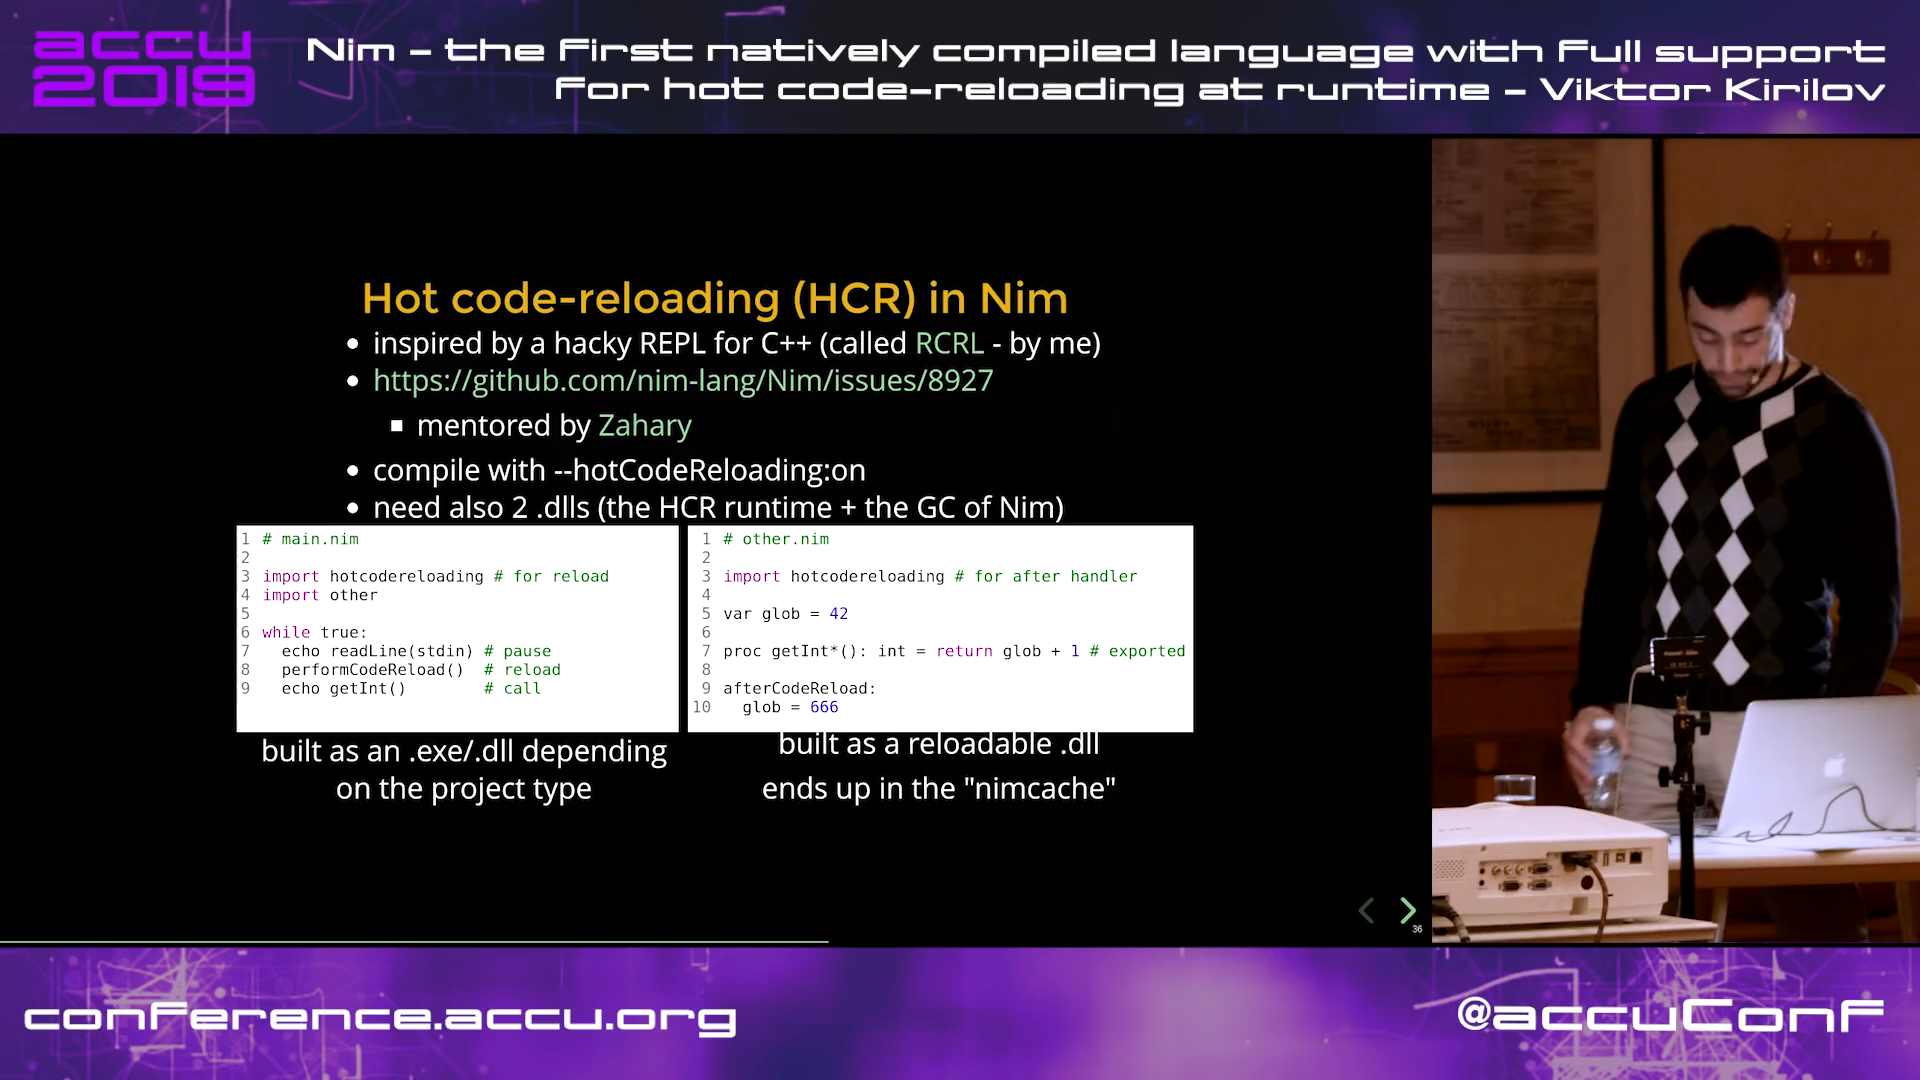 accu
2019
Nim – the first natively compiled language with full support
for hot code-reloading at runtime – Viktor Kirilov
Hot code-reloading (HCR) in Nim
inspired by a hacky REPL for C++ (called RCRL - by me)
https://github.com/nim-lang/Nim/issues/8927
mentored by Zahary
compile with --hotCodeReloading:on
need also 2 .dlls (the HCR runtime + the GC of Nim)
1 # main.nim
2
3 import hotcodereloading # for reload
4 import other
5
6 while true:
7   echo readLine(stdin) # pause
8   performCodeReload()  # reload
9   echo getInt()        # call
1 # other.nim
2
3 import hotcodereloading # for after handler
4
5 var glob = 42
6
7 proc getInt*(): int = return glob + 1 # exported
8
9 afterCodeReload:
10   glob = 666
built as an .exe/.dll depending
on the project type
built as a reloadable .dll
ends up in the "nimcache"
36
conference.accu.org
@accuConf